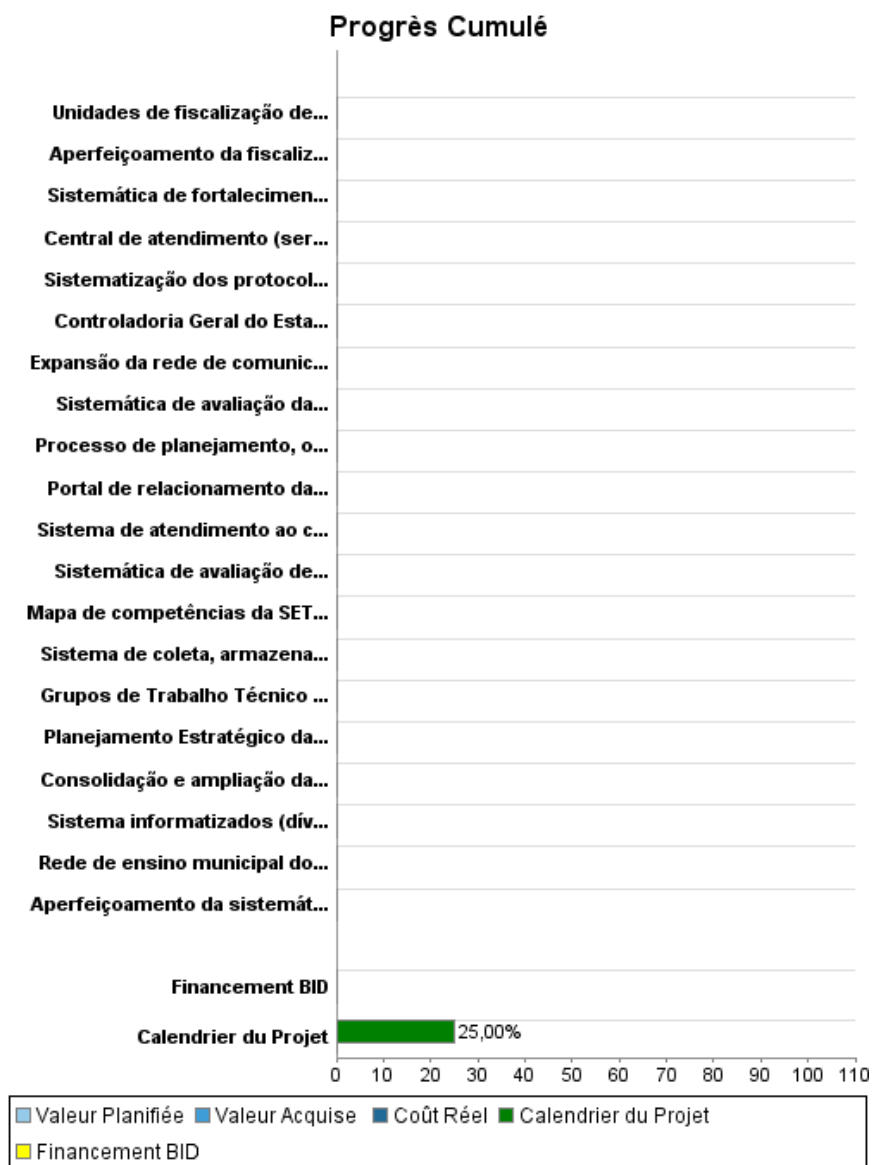 Progrès Cumulé
Unidades de fiscalização de...
Aperfeiçoamento da fiscaliz...
Sistemática de fortalecimen...
Central de atendimento (ser...
Sistematização dos protocol...
Controladoria Geral do Esta...
Expansão da rede de comunic...
Sistemática de avaliação da...
Processo de planejamento, o...
Portal de relacionamento da...
Sistema de atendimento ao c...
Sistemática de avaliação de...
Mapa de competências da SET...
Sistema de coleta, armazena...
Grupos de Trabalho Técnico ...
Planejamento Estratégico da...
Consolidação e ampliação da...
Sistema informatizados (dív...
Rede de ensino municipal do...
Aperfeiçoamento da sistemát...
Financement BID
Calendrier du Projet 25,00%
0 10 20 30 40 50 60 70 80 90 100 110
Valeur Planifiée Valeur Acquise Coût Réel Calendrier du Projet
Financement BID